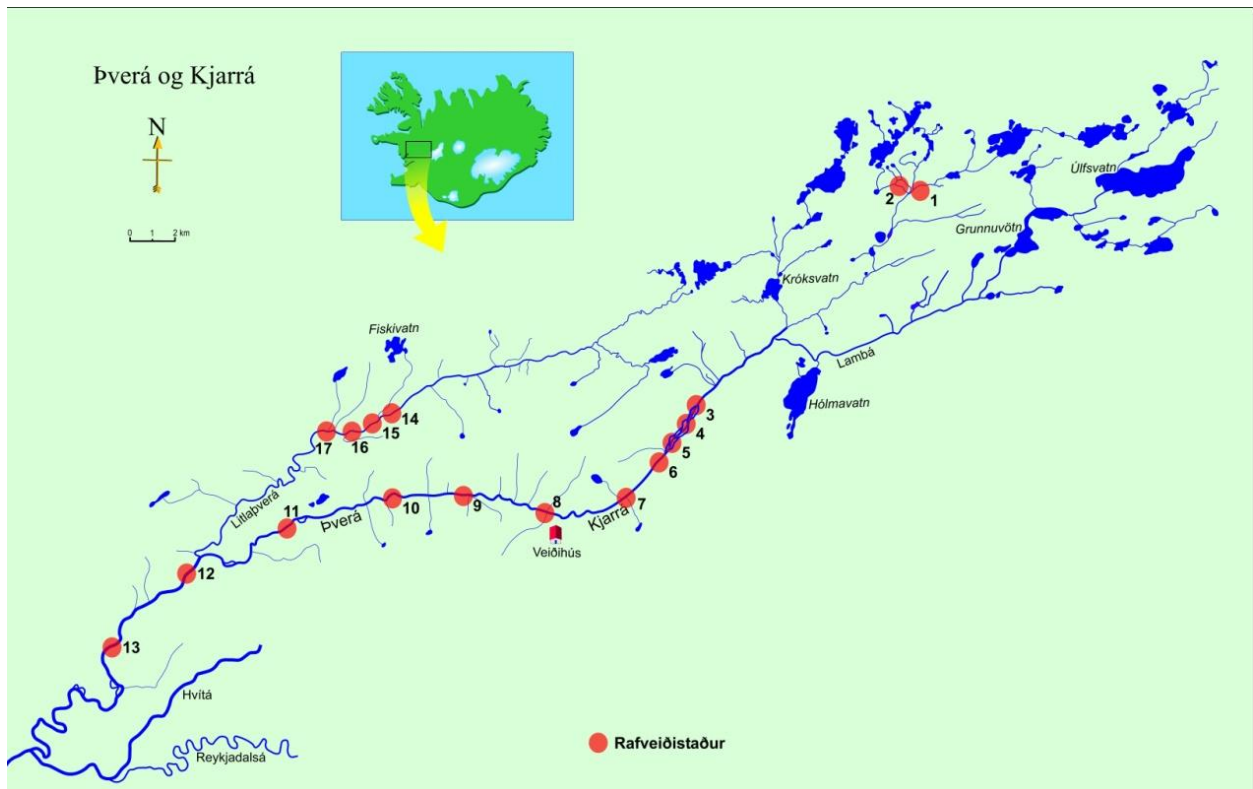 Þverá og Kjarrá
N
0 1 2 km
Úlfsvatn
2
1
Grunnuvötn
Króksvatn
Fiskivatn
Lambá
Hólmavatn
3
14
4
15
17
16
5
6
Litlaþverá
11
Þverá
10
9
8
Kjarrá
7
Veiðihús
12
13
Hvítá
Reykjadalsá
Rafveiðistaður